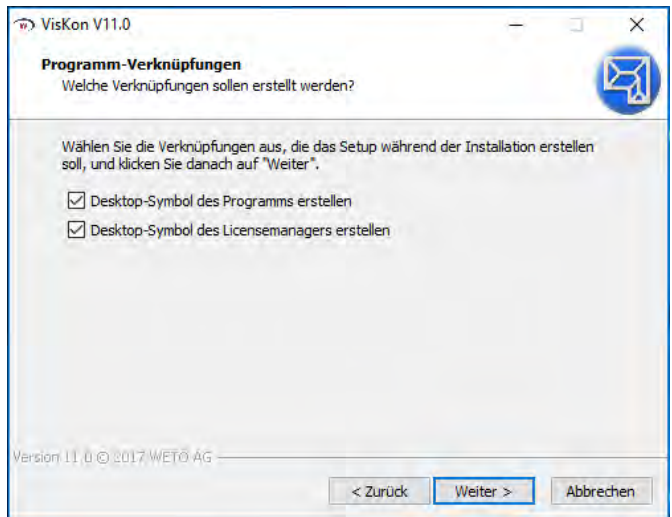 VisKon V11.0
Programm-Verknüpfungen
Welche Verknüpfungen sollen erstellt werden?
Wählen Sie die Verknüpfungen aus, die das Setup während der Installation erstellen
soll, und klicken Sie danach auf "Weiter".
Desktop-Symbol des Programms erstellen
Desktop-Symbol des Licensemanagers erstellen
Version 11.0 © 2017 WETO AG
< Zurück
Weiter >
Abbrechen